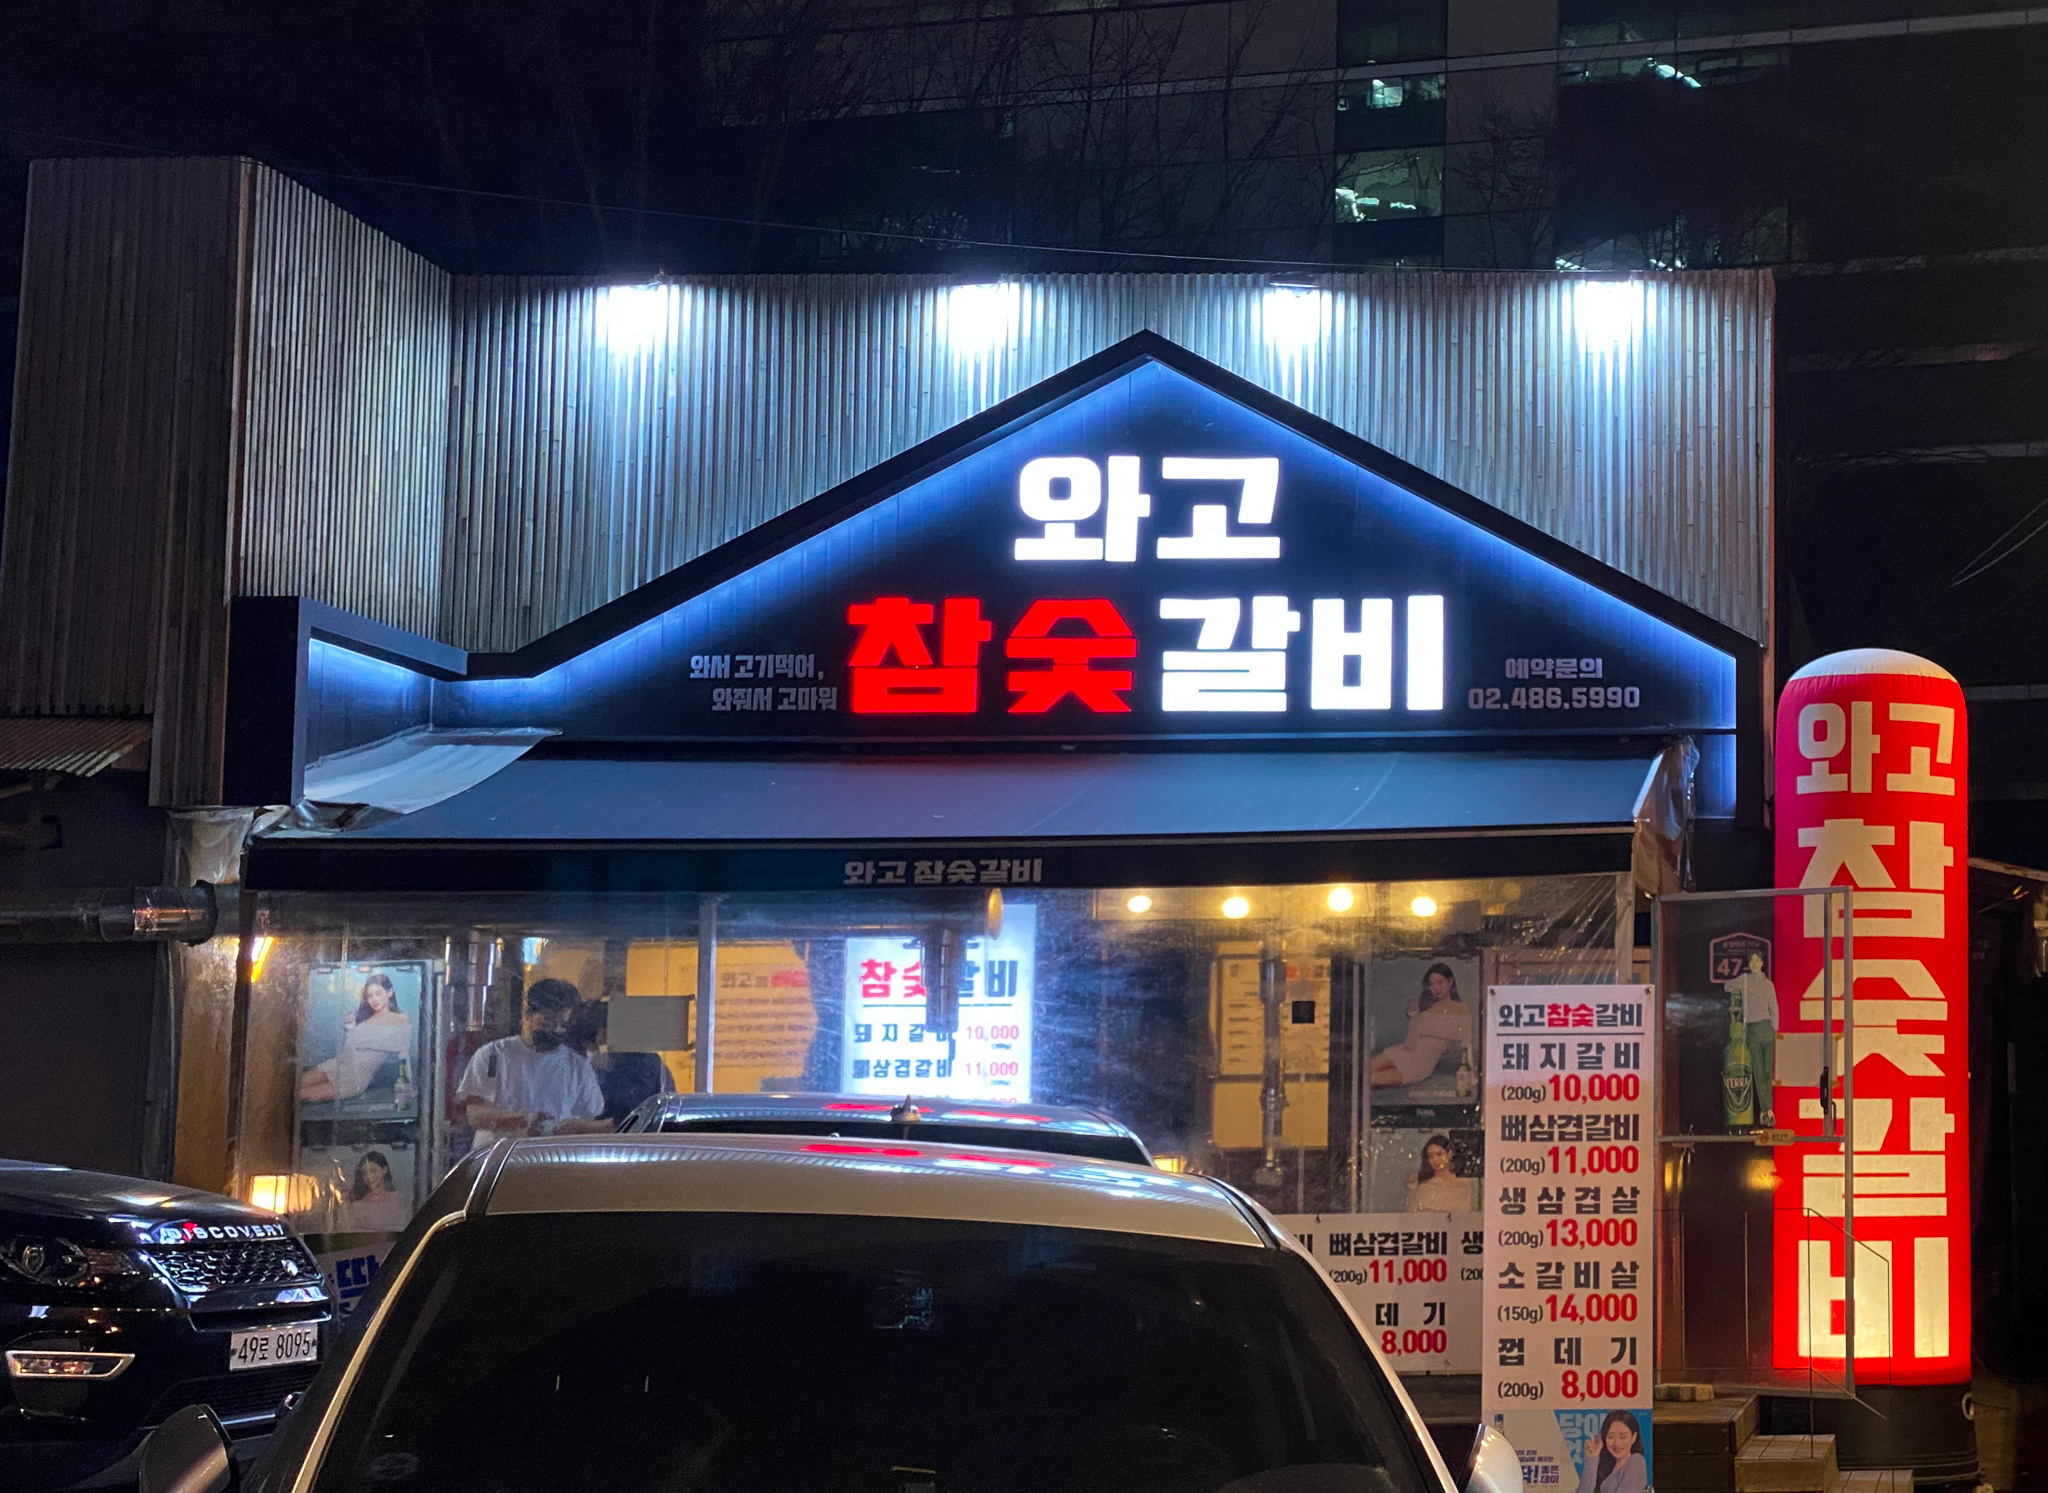 와고
참숯갈비
와서 고기먹어,
와줘서 고마워
예약문의
02.486.5990
와고 참숯갈비
와고
참숯갈비
참숯갈비
돼지갈비 10,000
뼈삼겹갈비 11,000
47-
TERRA
와고참숯갈비
돼지갈비
(200g) 10,000
뼈삼겹갈비
(200g) 11,000
생삼겹살
(200g) 13,000
소갈비살
(150g) 14,000
껍데기
(200g) 8,000
뼈삼겹갈비 생
(200g) 11,000
데기
8,000
DISCOVERY
49로 8095